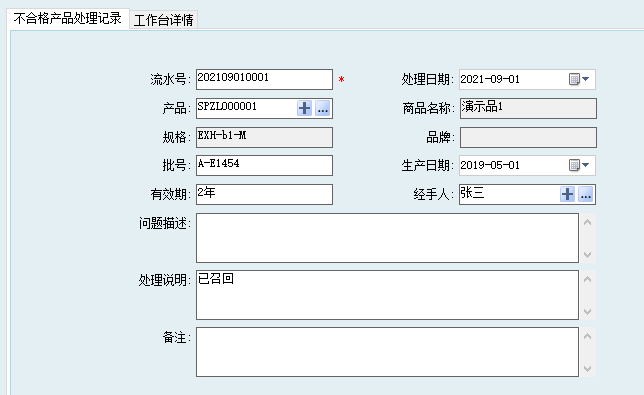 不合格产品处理记录 工作台详情
流水号: 202109010001 * 处理日期: 2021-09-01
产品: SPZL000001 + ... 商品名称: 演示品1
规格: EXH-b1-M 品牌:
批号: A-E1454 生产日期: 2019-05-01
有效期: 2年 经手人: 张三 + ...
问题描述:
处理说明: 已召回
备注: